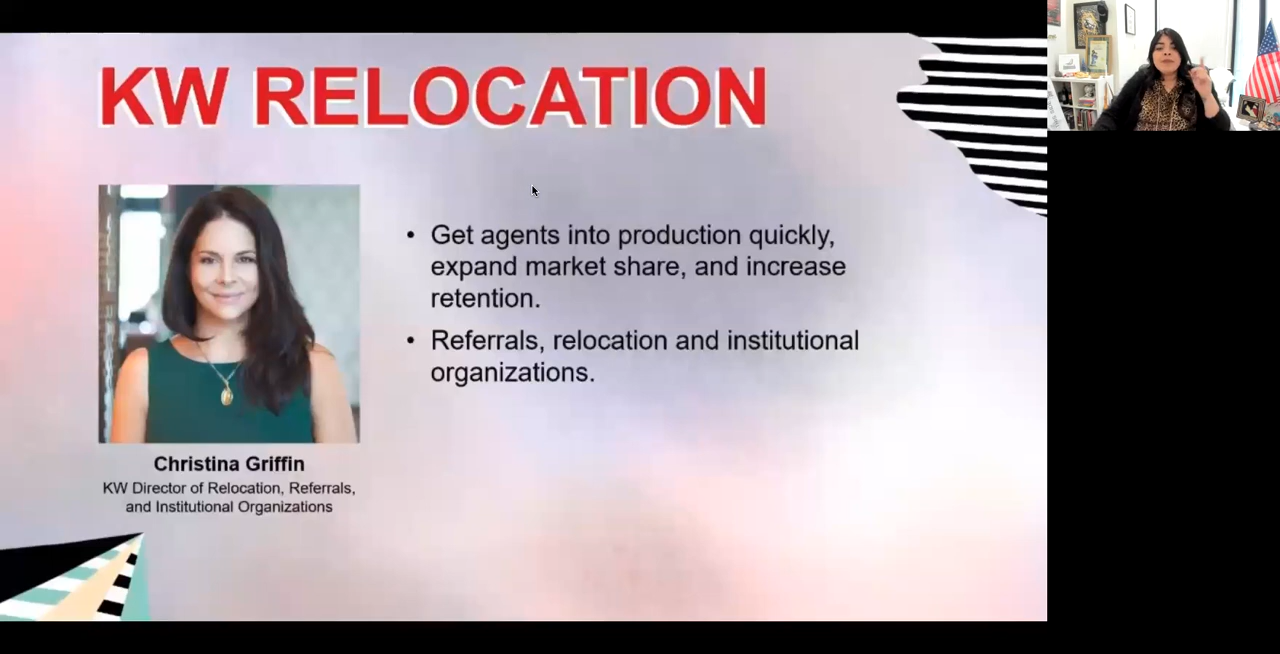 KW RELOCATION
• Get agents into production quickly,
expand market share, and increase
retention.
• Referrals, relocation and institutional
organizations.
Christina Griffin
KW Director of Relocation, Referrals,
and Institutional Organizations